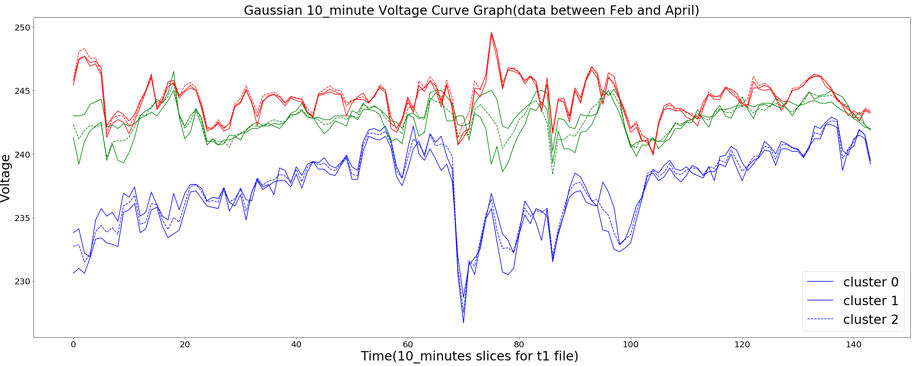 Gaussian 10_minute Voltage Curve Graph(data between Feb and April)
250
245
240
235
230
Voltage
0 20 40 60 80 100 120 140
Time(10_minutes slices for t1 file)
cluster 0
cluster 1
cluster 2